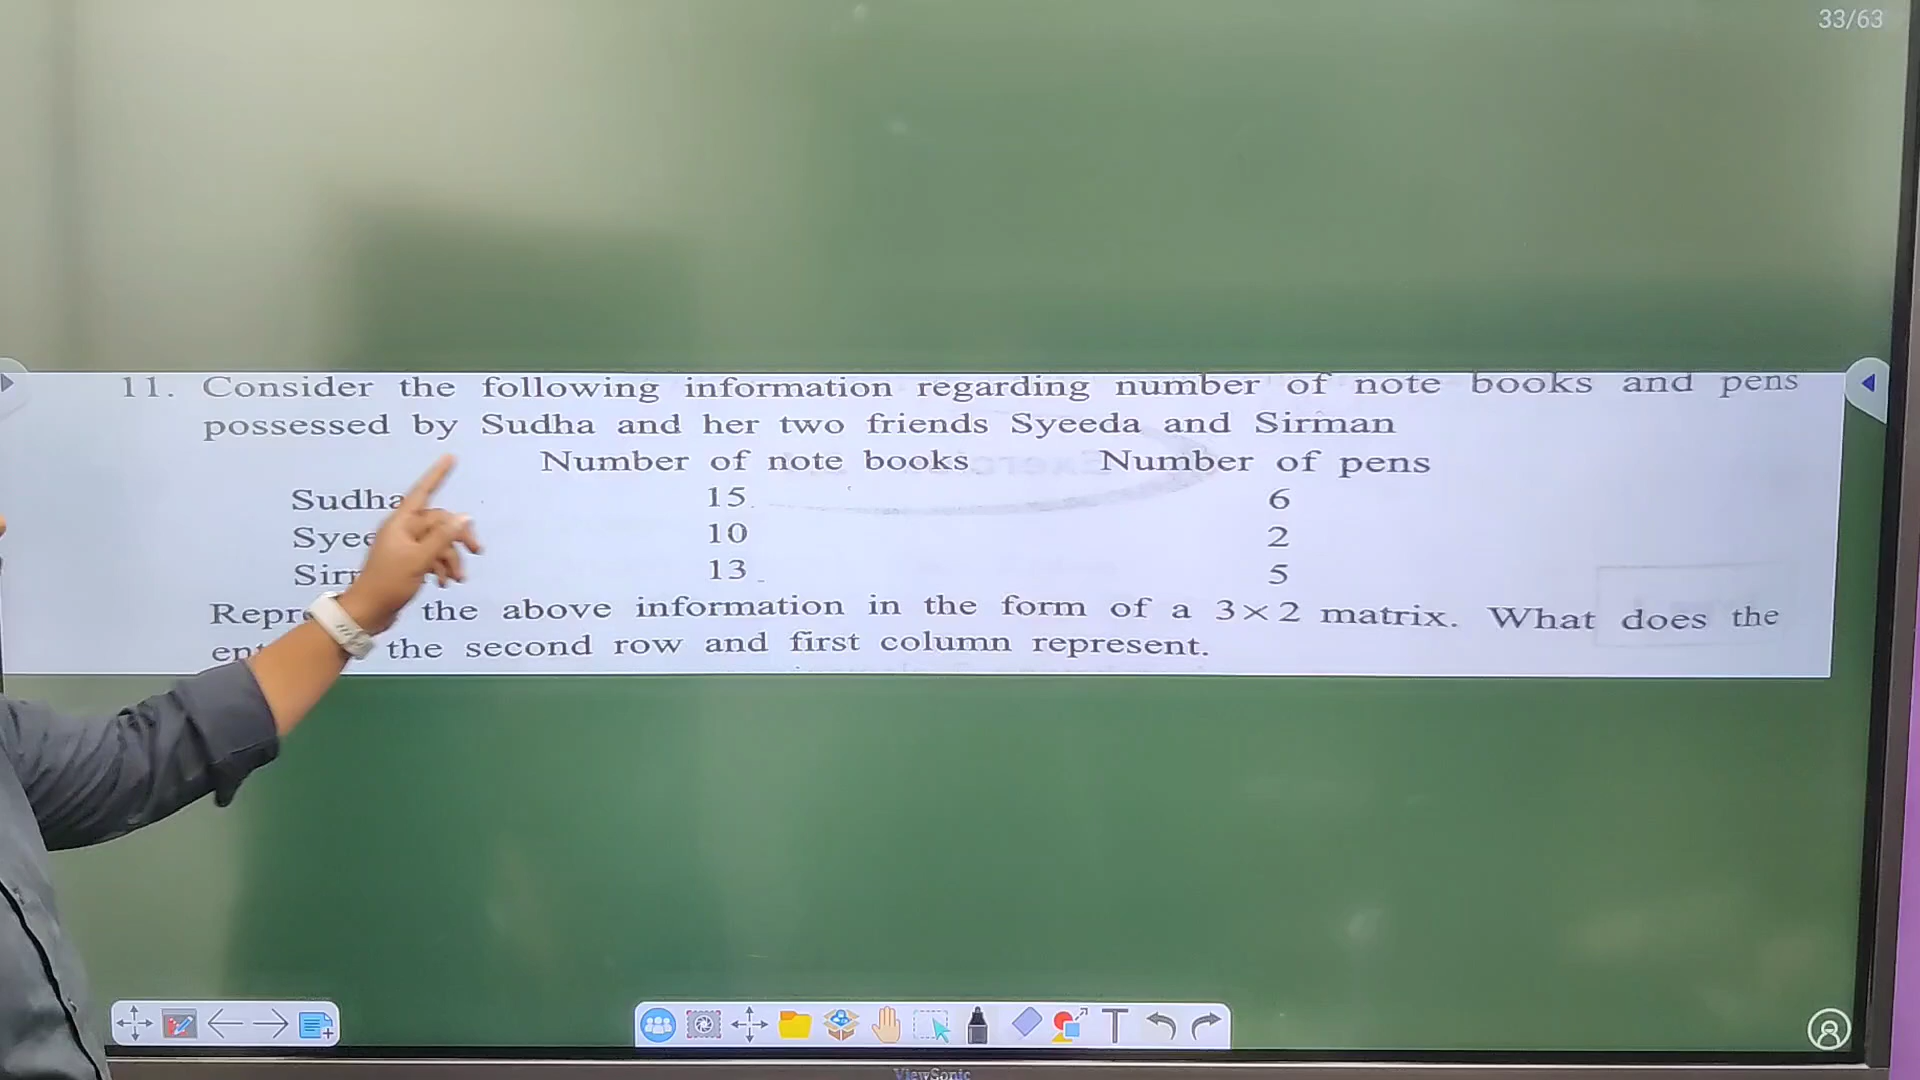 33/63
11. Consider the following information regarding number of note books and pens
possessed by Sudha and her two friends Syeeda and Sirman
Number of note books Number of pens
Sudha 15 6
10 2
13 5
the above information in the form of a 3×2 matrix. What does the
the second row and first column represent.
T
ViewSonic